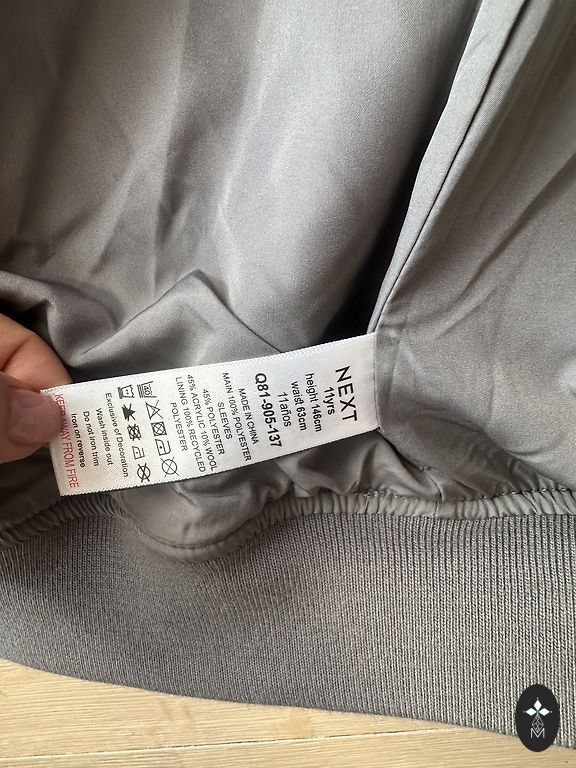 NEXT
11yrs
height 146cm
waist 63cm
11años
Q81-905-137
MADE IN CHINA
MAIN 100% POLYESTER
SLEEVES
45% POLYESTER
45% ACRYLIC 10% WOOL
LINING 100% RECYCLED
POLYESTER
40
Exclusive of Decoration
Wash inside out
Do not iron trim
Iron on reverse
KEEP AWAY FROM FIRE
M